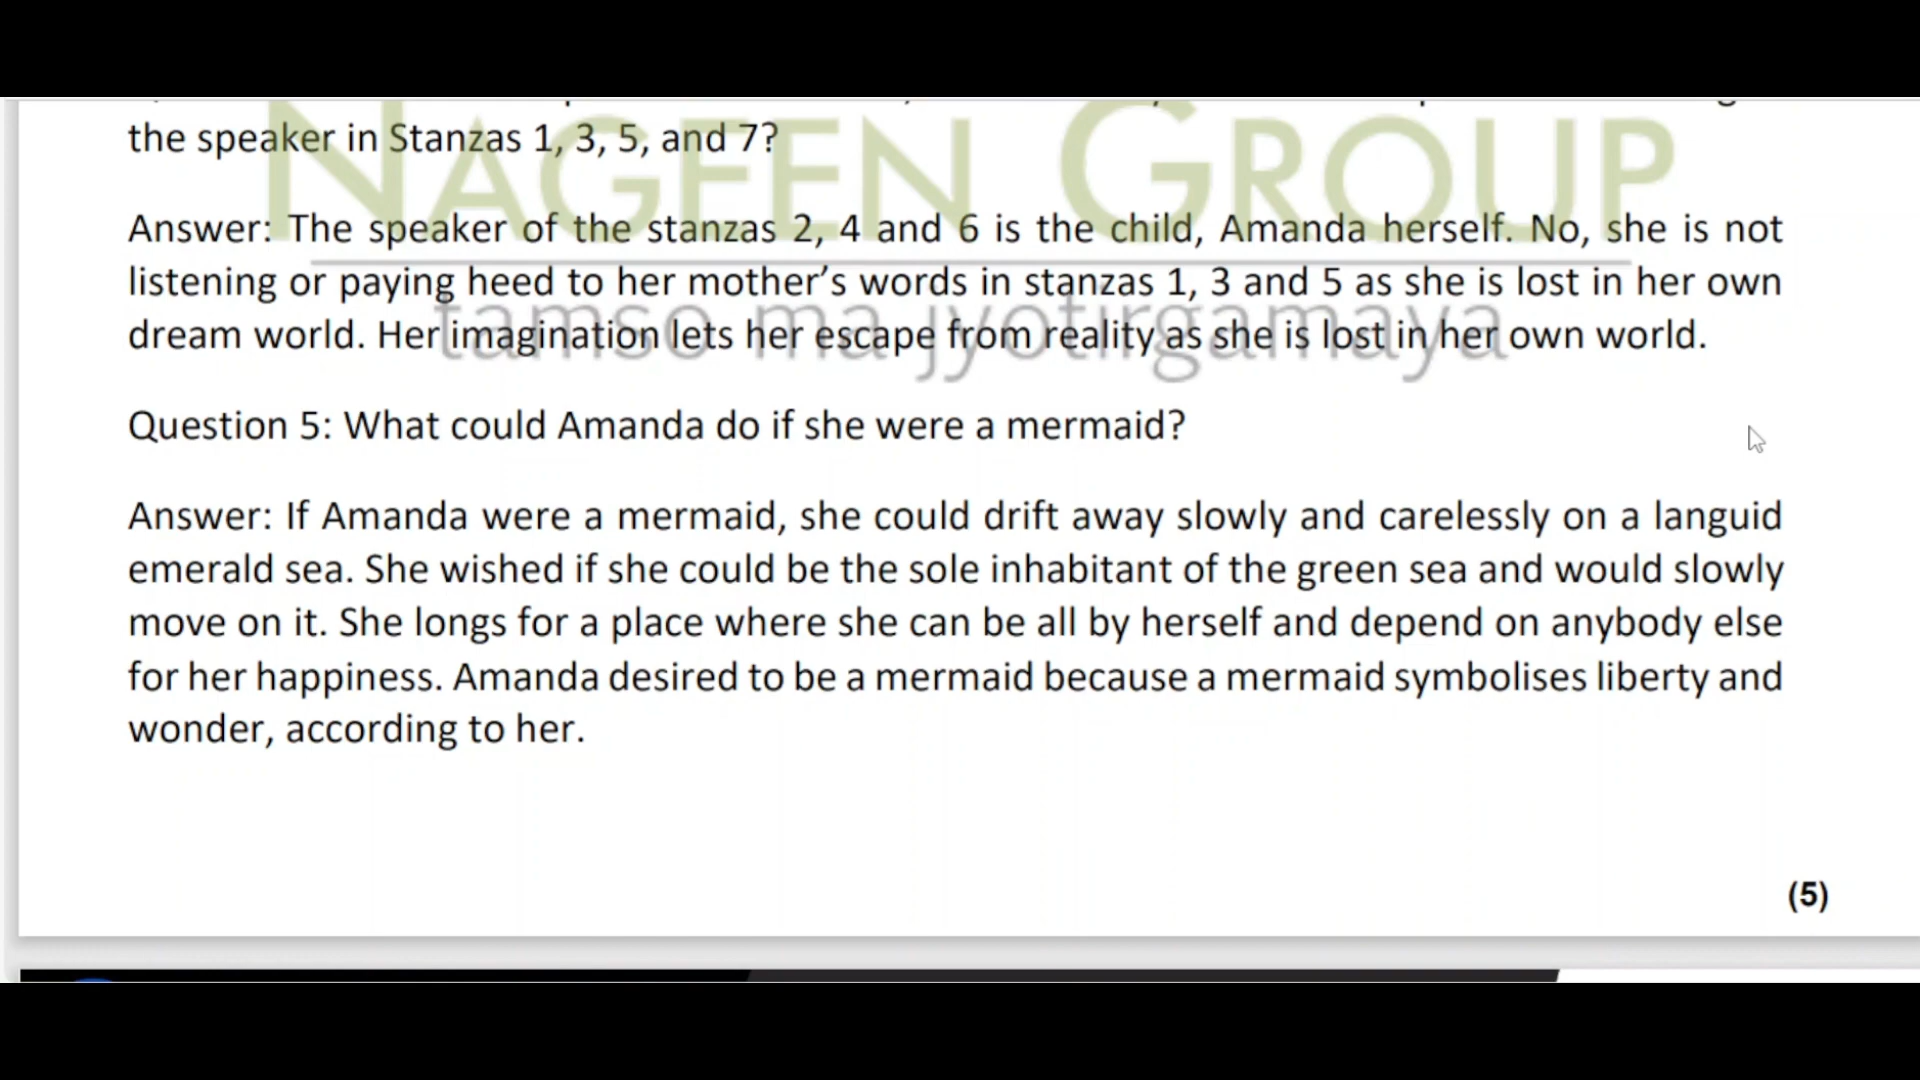 NAGEEN GROUP
the speaker in Stanzas 1, 3, 5, and 7?
Answer: The speaker of the stanzas 2, 4 and 6 is the child, Amanda herself. No, she is not
listening or paying heed to her mother’s words in stanzas 1, 3 and 5 as she is lost in her own
tamso ma jyotirgamaya
dream world. Her imagination lets her escape from reality as she is lost in her own world.
Question 5: What could Amanda do if she were a mermaid?
Answer: If Amanda were a mermaid, she could drift away slowly and carelessly on a languid
emerald sea. She wished if she could be the sole inhabitant of the green sea and would slowly
move on it. She longs for a place where she can be all by herself and depend on anybody else
for her happiness. Amanda desired to be a mermaid because a mermaid symbolises liberty and
wonder, according to her.
(5)